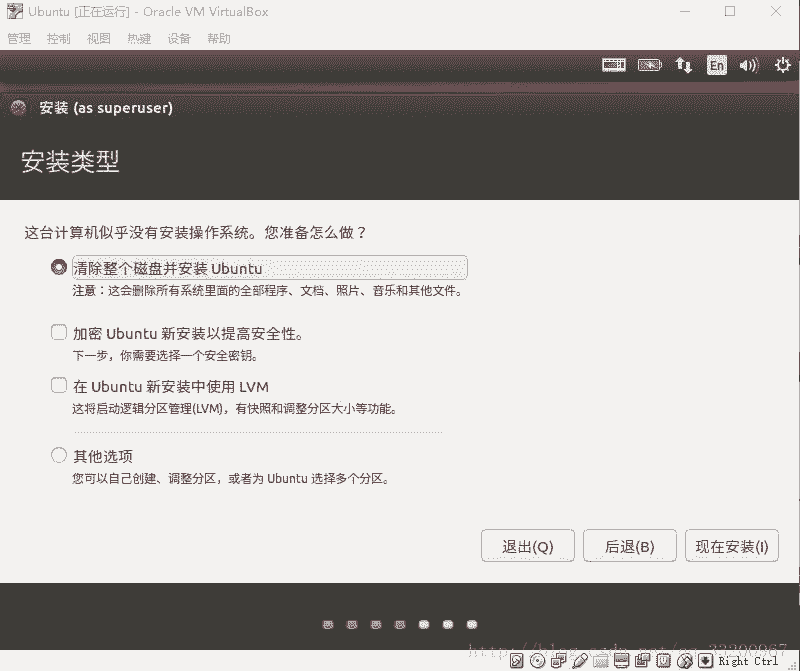 Ubuntu [正在运行] - Oracle VM VirtualBox
管理 控制 视图 热键 设备 帮助
En
安装 (as superuser)
安装类型
这台计算机似乎没有安装操作系统。您准备怎么做？
清除整个磁盘并安装 Ubuntu
注意：这会删除所有系统里面的全部程序、文档、照片、音乐和其他文件。
加密 Ubuntu 新安装以提高安全性。
下一步，你需要选择一个安全密钥。
在 Ubuntu 新安装中使用 LVM
这将启动逻辑分区管理(LVM)，有快照和调整分区大小等功能。
其他选项
您可以自己创建、调整分区，或者为 Ubuntu 选择多个分区。
退出(Q) 后退(B) 现在安装(I)
Right Ctrl